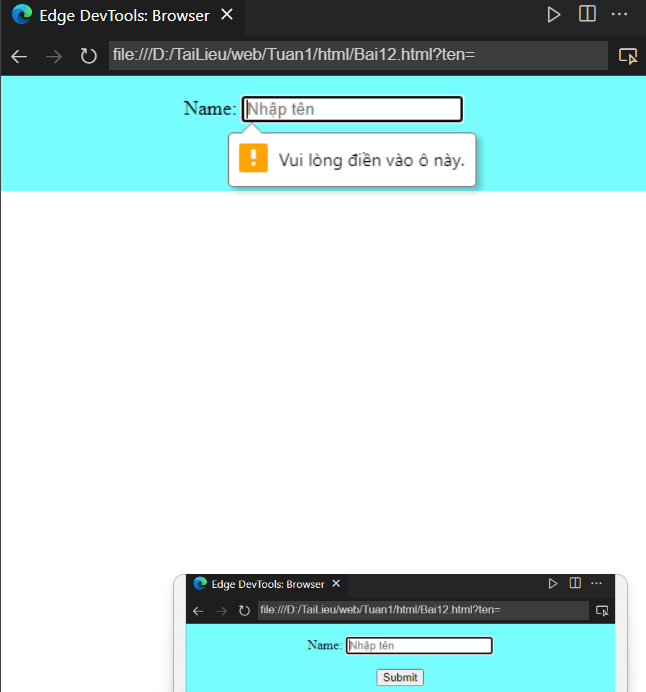 Edge DevTools: Browser
file:///D:/TaiLieu/web/Tuan1/html/Bai12.html?ten=
Name: Nhập tên
Vui lòng điền vào ô này.
Edge DevTools: Browser
file:///D:/TaiLieu/web/Tuan1/html/Bai12.html?ten=
Name: Nhập tên
Submit